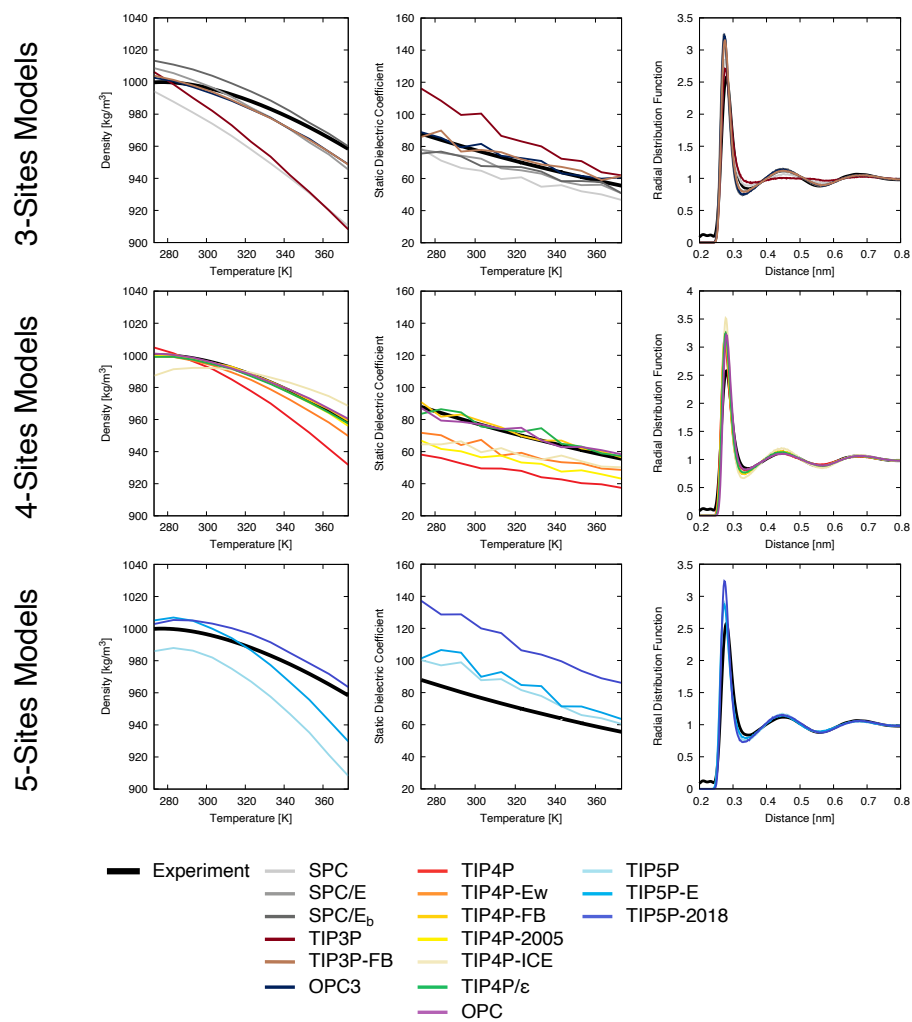 3-Sites Models
Density [kg/m³]
1040
1020
1000
980
960
940
920
900
280 300 320 340 360
Temperature [K]
Static Dielectric Coefficient
160
140
120
100
80
60
40
20
280 300 320 340 360
Temperature [K]
Radial Distribution Function
3.5
3
2.5
2
1.5
1
0.5
0
0.2 0.3 0.4 0.5 0.6 0.7 0.8
Distance [nm]
4-Sites Models
Density [kg/m³]
1040
1020
1000
980
960
940
920
900
280 300 320 340 360
Temperature [K]
Static Dielectric Coefficient
160
140
120
100
80
60
40
20
280 300 320 340 360
Temperature [K]
Radial Distribution Function
4
3.5
3
2.5
2
1.5
1
0.5
0
0.2 0.3 0.4 0.5 0.6 0.7 0.8
Distance [nm]
5-Sites Models
Density [kg/m³]
1040
1020
1000
980
960
940
920
900
280 300 320 340 360
Temperature [K]
Static Dielectric Coefficient
160
140
120
100
80
60
40
20
280 300 320 340 360
Temperature [K]
Radial Distribution Function
3.5
3
2.5
2
1.5
1
0.5
0
0.2 0.3 0.4 0.5 0.6 0.7 0.8
Distance [nm]
Experiment
SPC
SPC/E
SPC/E_b
TIP3P
TIP3P-FB
OPC3
TIP4P
TIP4P-Ew
TIP4P-FB
TIP4P-2005
TIP4P-ICE
TIP4P/ε
OPC
TIP5P
TIP5P-E
TIP5P-2018